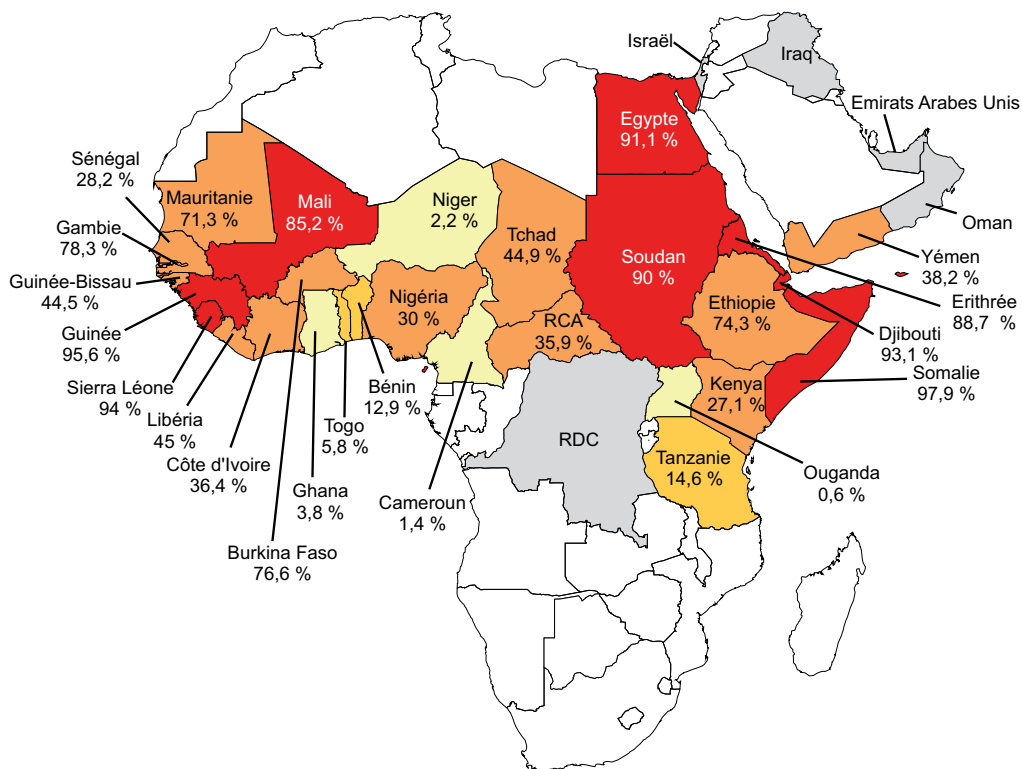 Israël
Iraq
Emirats Arabes Unis
Oman
Egypte
91,1 %
Sénégal
28,2 %
Mauritanie
71,3 %
Mali
85,2 %
Niger
2,2 %
Tchad
44,9 %
Soudan
90 %
Yémen
38,2 %
Gambie
78,3 %
Guinée-Bissau
44,5 %
Guinée
95,6 %
Sierra Léone
94 %
Libéria
45 %
Côte d'Ivoire
36,4 %
Burkina Faso
76,6 %
Ghana
3,8 %
Togo
5,8 %
Bénin
12,9 %
Nigéria
30 %
Cameroun
1,4 %
RCA
35,9 %
Ethiopie
74,3 %
Erithrée
88,7 %
Djibouti
93,1 %
Somalie
97,9 %
Kenya
27,1 %
RDC
Ouganda
0,6 %
Tanzanie
14,6 %